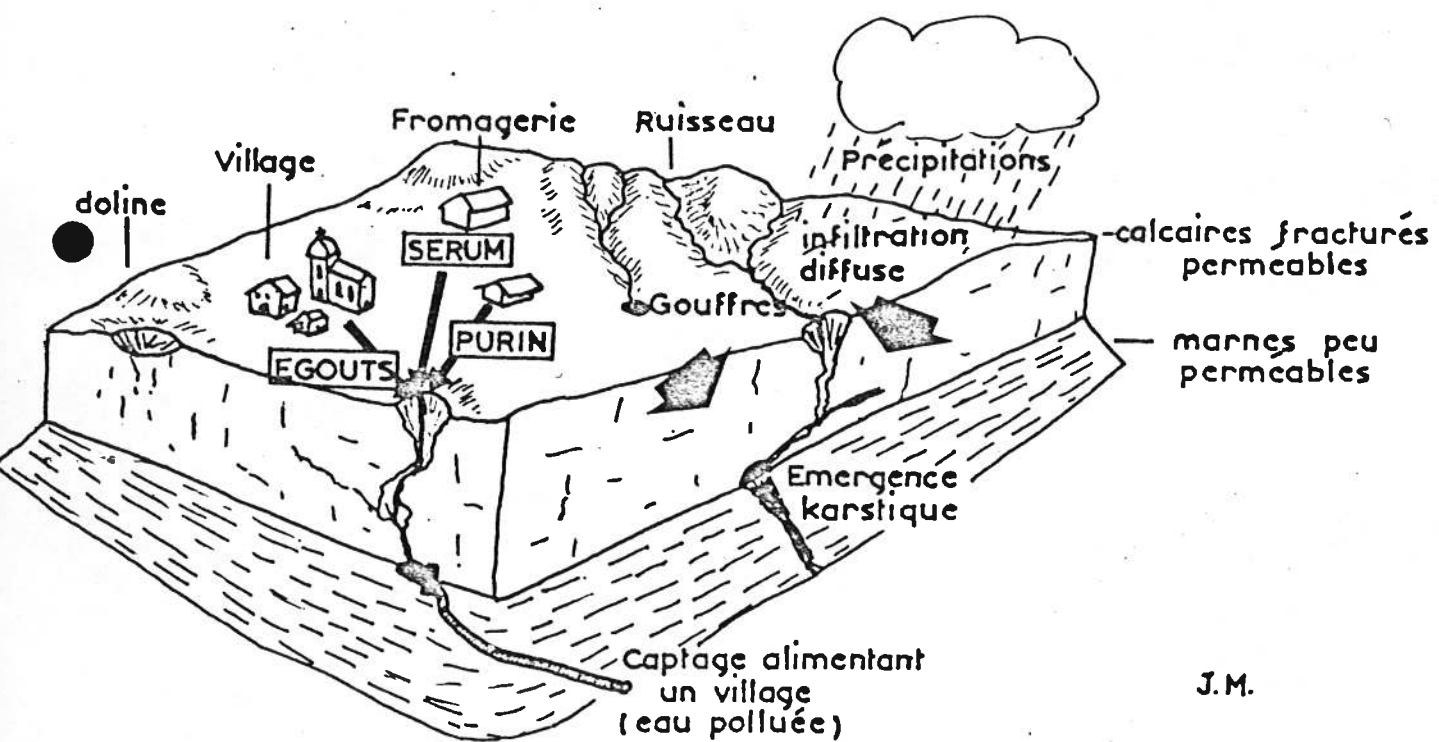 Fromagerie
Ruisseau
Précipitations
Village
doline
SERUM
infiltration
diffuse
calcaires fracturés
permeables
Gouffres
PURIN
EGOUTS
marnes peu
perméables
Emergence
karstique
Captage alimentant
un village
(eau polluée)
J.M.